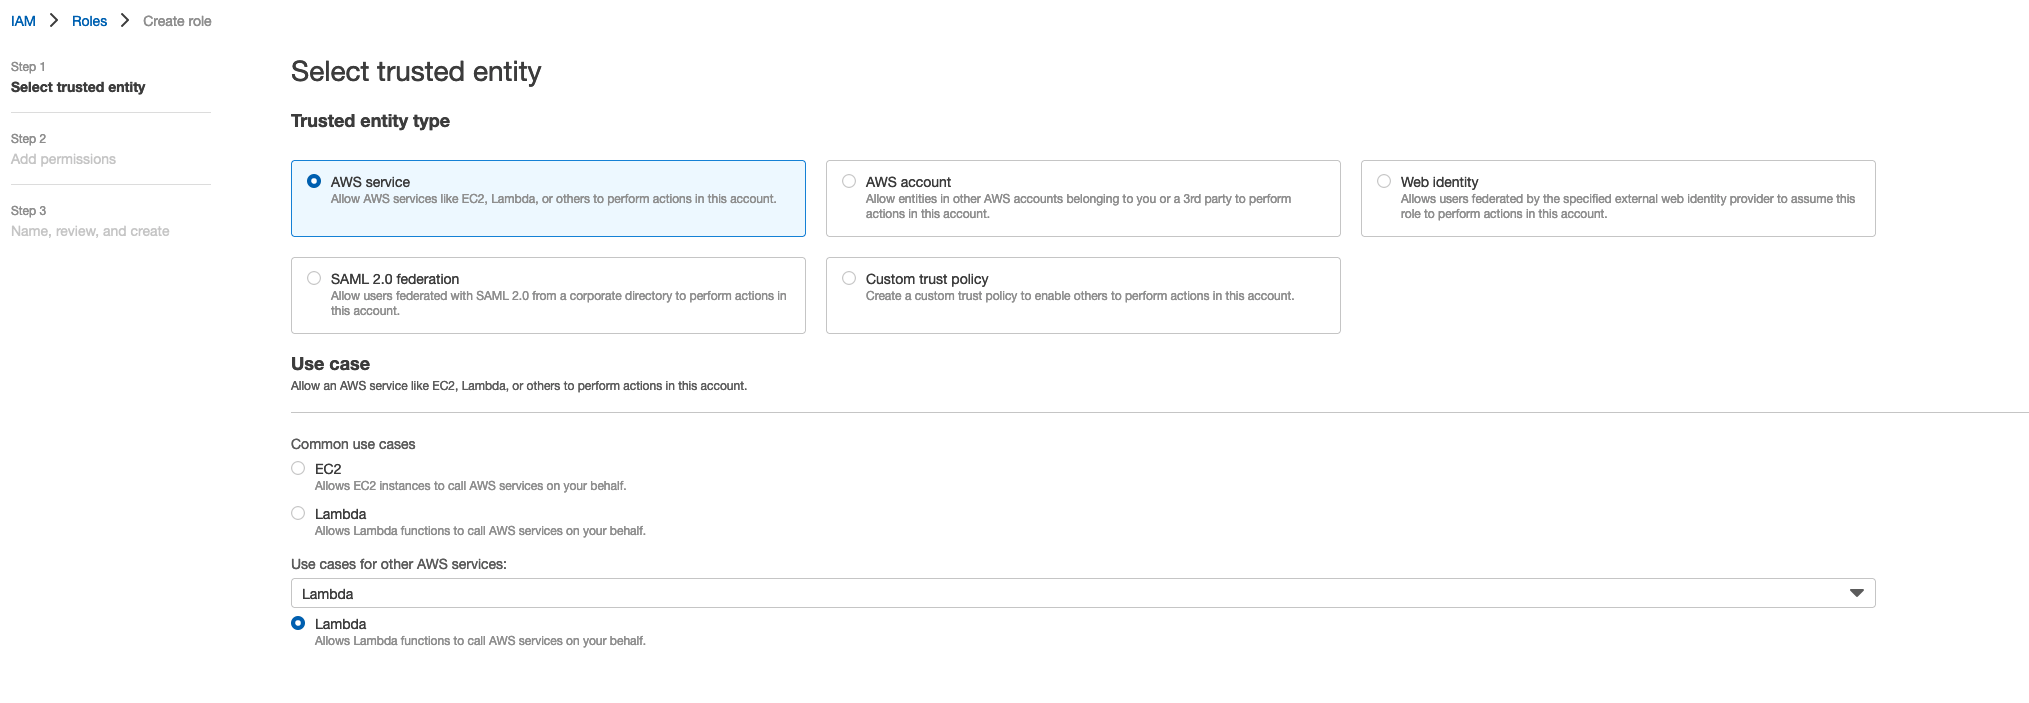 IAM > Roles > Create role
Step 1
Select trusted entity
Step 2
Add permissions
Step 3
Name, review, and create
Select trusted entity
Trusted entity type
AWS service
Allow AWS services like EC2, Lambda, or others to perform actions in this account.
AWS account
Allow entities in other AWS accounts belonging to you or a 3rd party to perform
actions in this account.
Web identity
Allows users federated by the specified external web identity provider to assume this
role to perform actions in this account.
SAML 2.0 federation
Allow users federated with SAML 2.0 from a corporate directory to perform actions in
this account.
Custom trust policy
Create a custom trust policy to enable others to perform actions in this account.
Use case
Allow an AWS service like EC2, Lambda, or others to perform actions in this account.
Common use cases
EC2
Allows EC2 instances to call AWS services on your behalf.
Lambda
Allows Lambda functions to call AWS services on your behalf.
Use cases for other AWS services:
Lambda
Lambda
Allows Lambda functions to call AWS services on your behalf.